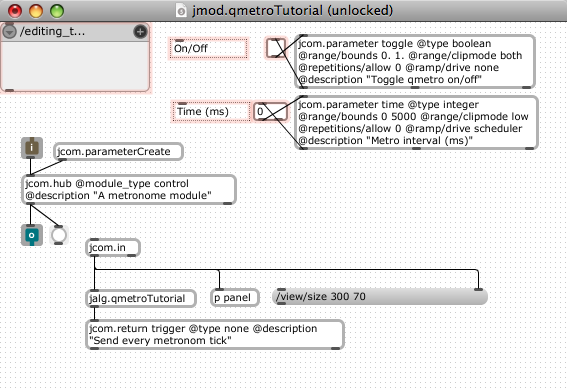 jmod.qmetroTutorial (unlocked)
/editing_t...
On/Off
jcom.parameter toggle @type boolean
@range/bounds 0. 1. @range/clipmode both
@repetitions/allow 0 @ramp/drive none
@description "Toggle qmetro on/off"
Time (ms)
0
jcom.parameter time @type integer
@range/bounds 0 5000 @range/clipmode low
@repetitions/allow 0 @ramp/drive scheduler
@description "Metro interval (ms)"
i
jcom.parameterCreate
jcom.hub @module_type control
@description "A metronome module"
o
jcom.in
jalg.qmetroTutorial
p panel
/view/size 300 70
jcom.return trigger @type none @description
"Send every metronom tick"